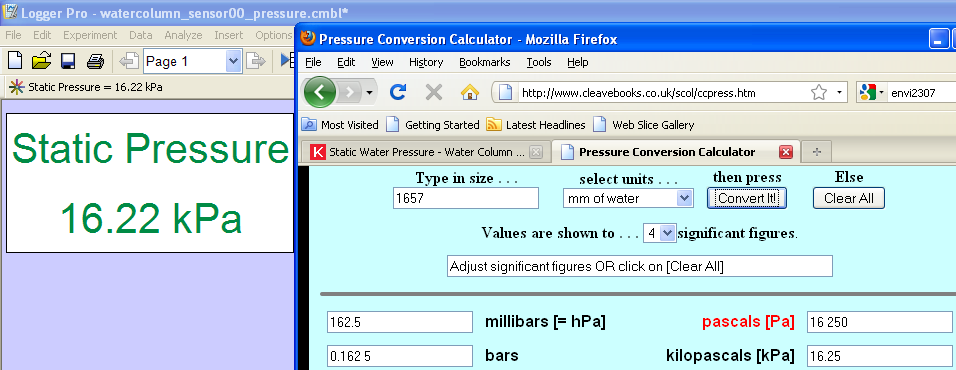 Logger Pro - watercolumn_sensor00_pressure.cmbl*
File Edit Experiment Data Analyze Insert Options
Page 1
Static Pressure = 16.22 kPa
Static Pressure
16.22 kPa
Pressure Conversion Calculator - Mozilla Firefox
File Edit View History Bookmarks Tools Help
http://www.cleavebooks.co.uk/scol/ccpress.htm
envi2307
Most Visited Getting Started Latest Headlines Web Slice Gallery
Static Water Pressure - Water Column ... Pressure Conversion Calculator
Type in size . . . select units . . . then press Else
1657 mm of water Convert It! Clear All
Values are shown to . . . 4 significant figures.
Adjust significant figures OR click on [Clear All]
162.5 millibars [= hPa] pascals [Pa] 16 250
0.162 5 bars kilopascals [kPa] 16.25